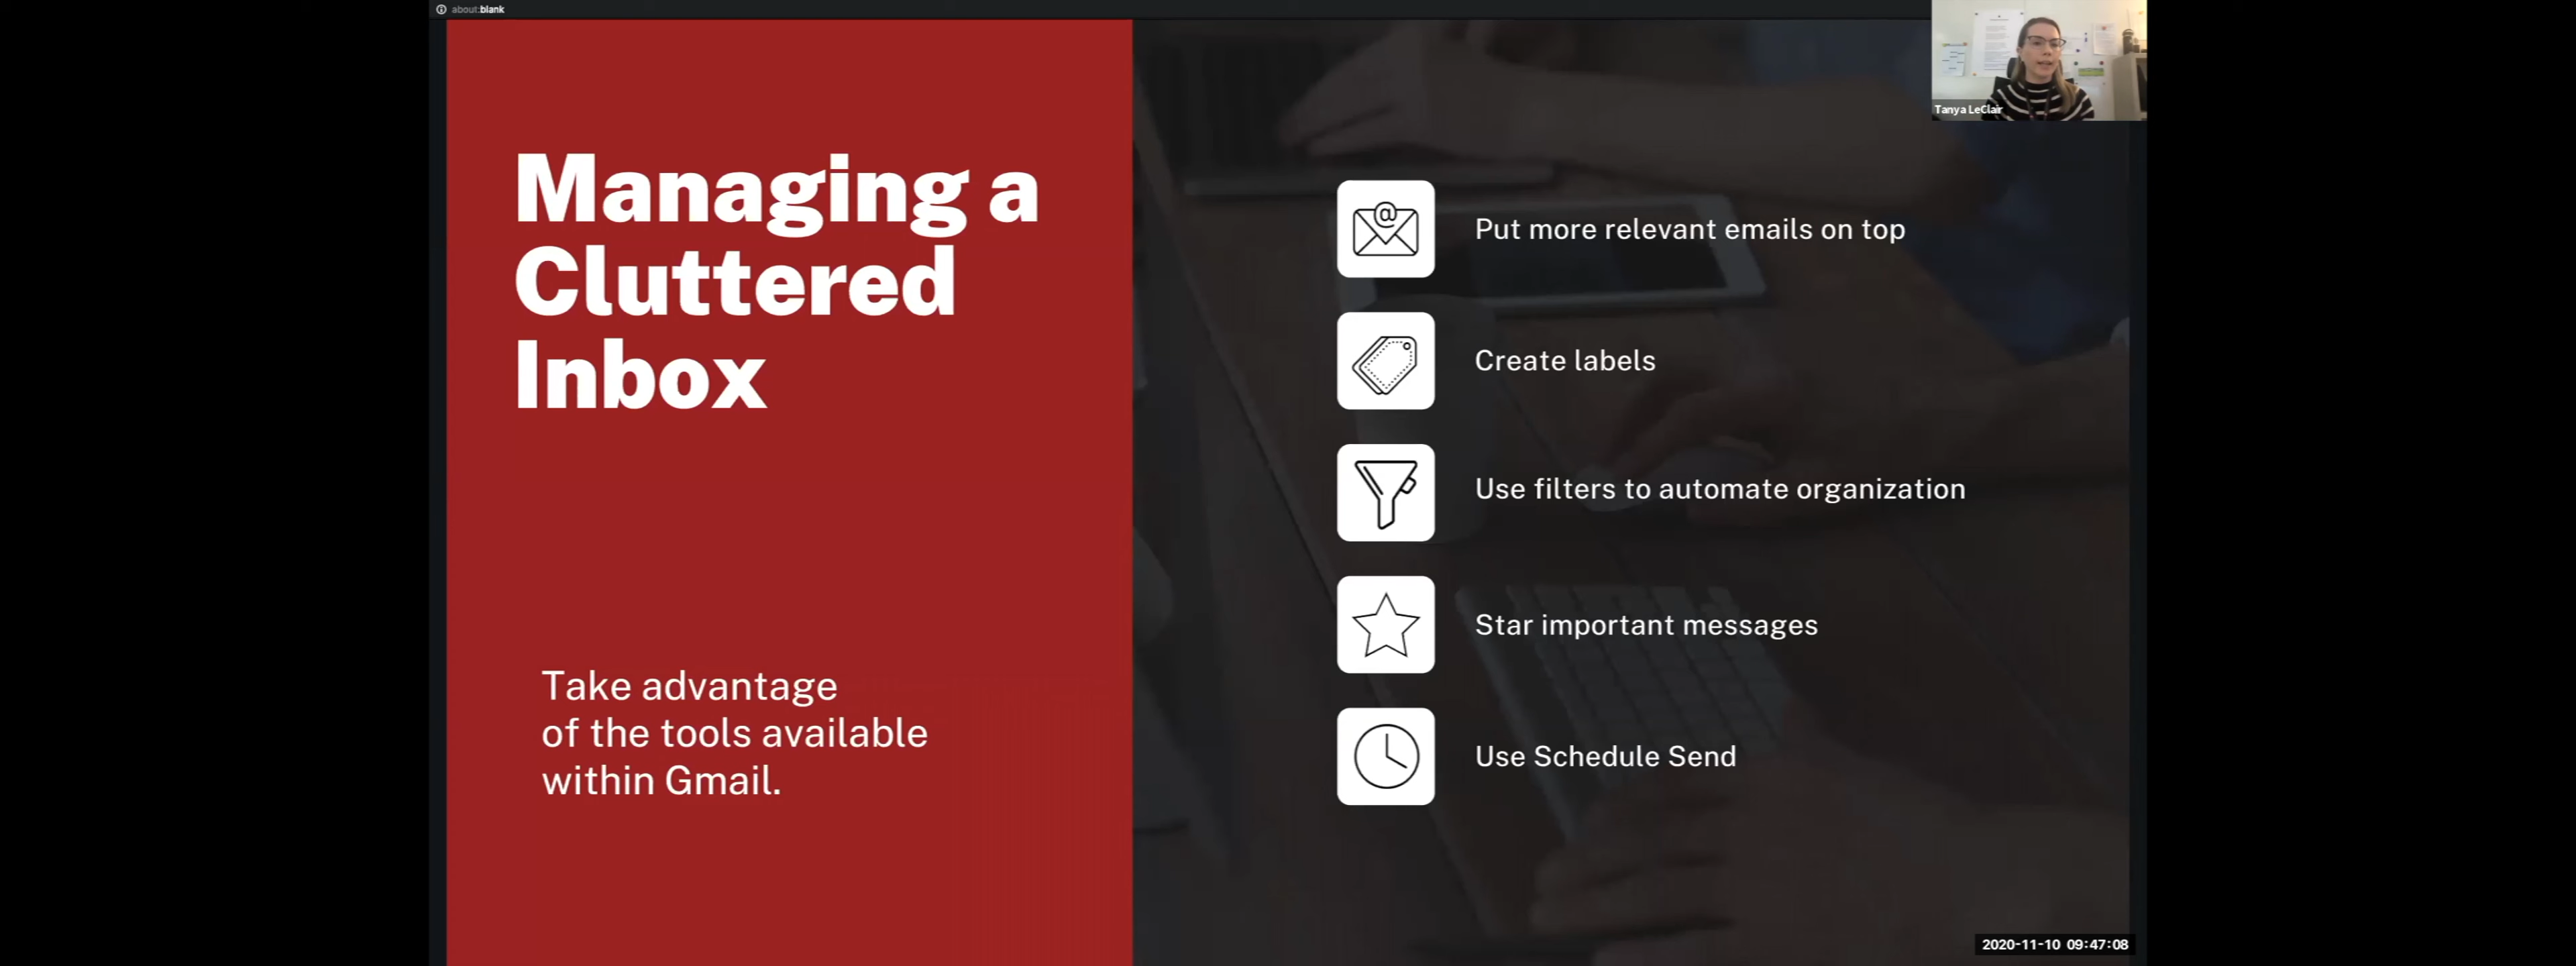 about:blank
Tanya LeClair
Managing a
Cluttered
Inbox
Take advantage
of the tools available
within Gmail.
@
Put more relevant emails on top
Create labels
Use filters to automate organization
Star important messages
Use Schedule Send
2020-11-10 09:47:08